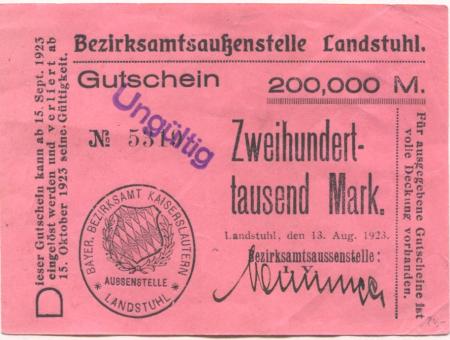 Bezirksamtsaußenstelle Landstuhl.
Gutschein 200,000 M.
Ungültig
№
Zweihundert-
tausend Mark.
Landstuhl, den 13. Aug. 1923.
Bezirksamtsaussenstelle:
BAYER. BEZIRKSAMT KAISERSLAUTERN
AUSSENSTELLE
* LANDSTUHL *
Dieser Gutschein kann ab 15. Sept. 1923
eingelöst werden und verliert ab
15. Oktober 1923 seine Gültigkeit.
Für ausgegebene Gutscheine ist
volle Deckung vorhanden.